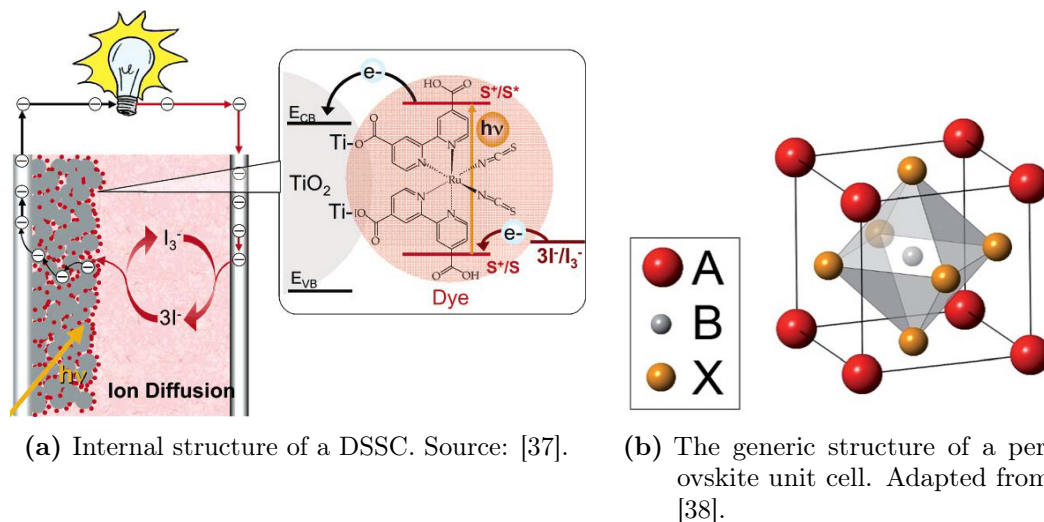 e-
HO
O
S⁺/S*
E_CB
hν
Ti-O
O
N
N
N=C=S
TiO₂
Ru
N=C=S
Ti-O
N
N
O
e-
I₃⁻
3I⁻/I₃⁻
S⁺/S
E_VB
O
OH
Dye
3I⁻
hν
Ion Diffusion
A
B
X
(a) Internal structure of a DSSC. Source: [37].
(b) The generic structure of a per
ovskite unit cell. Adapted from
[38].